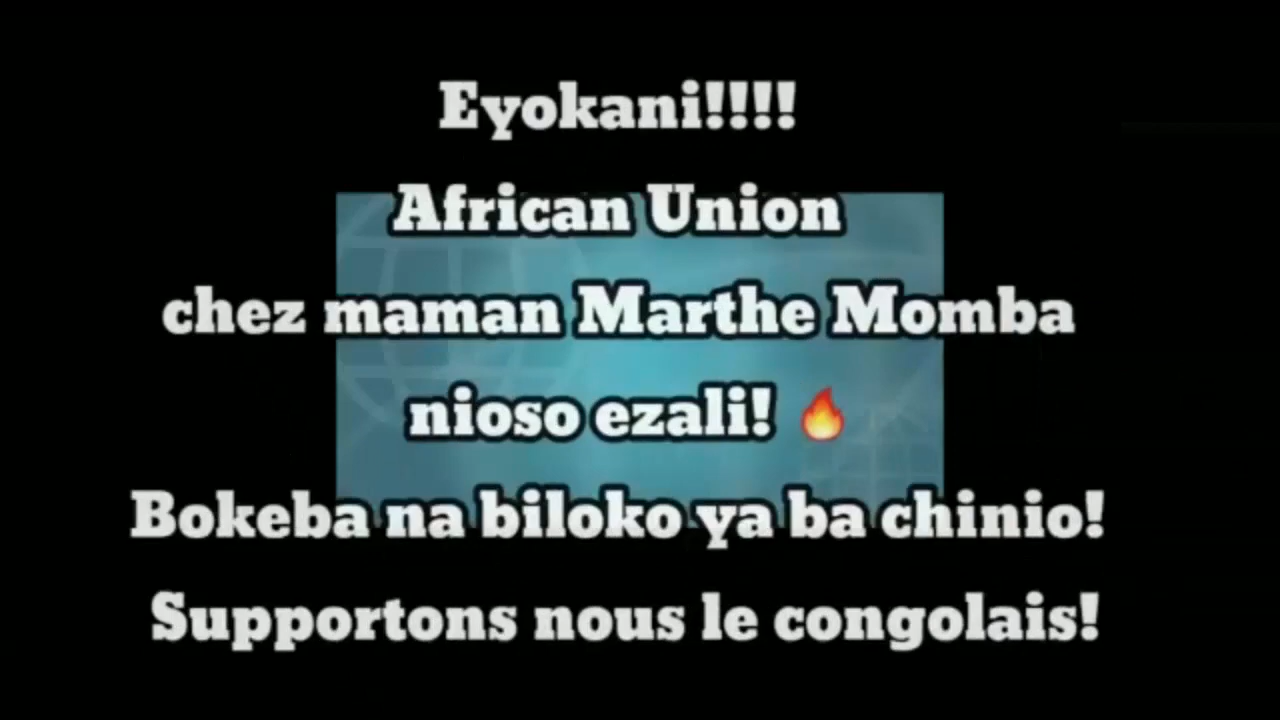 Eyokani!!!!
African Union
chez maman Marthe Momba
nioso ezali! 🔥
Bokeba na biloko ya ba chinio!
Supportons nous le congolais!